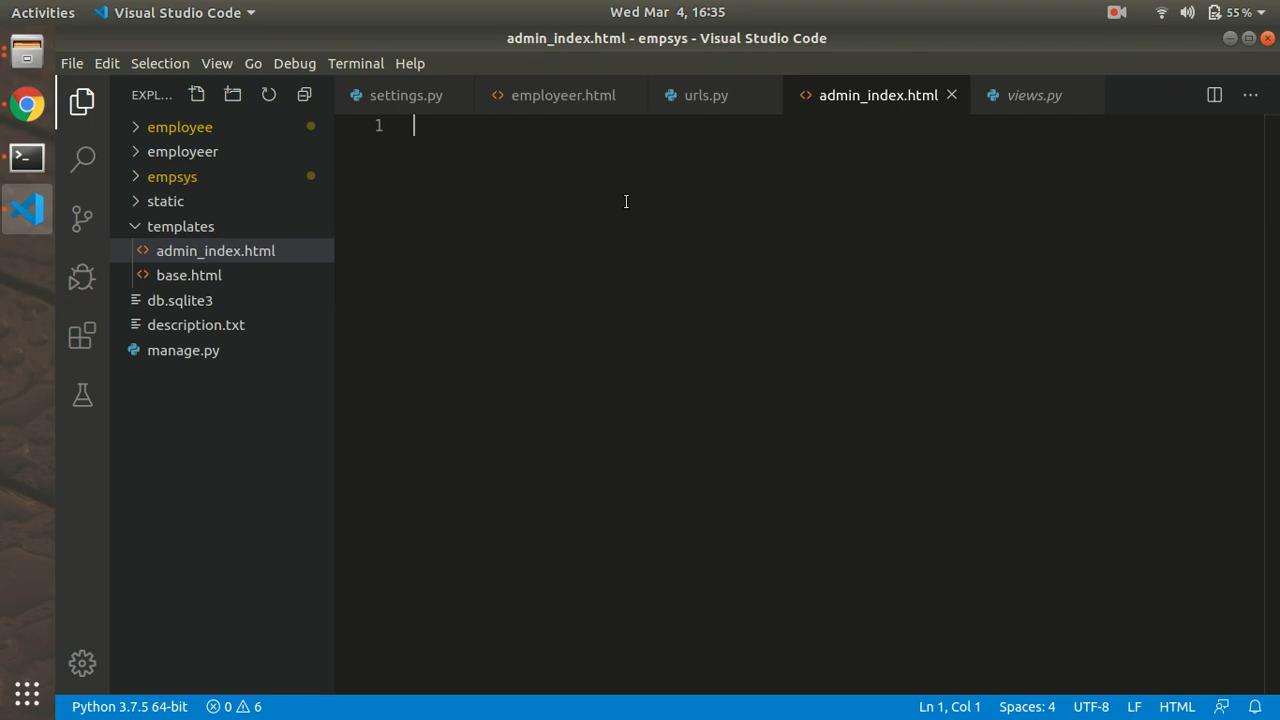 Activities Visual Studio Code Wed Mar 4, 16:35 55%
admin_index.html - empsys - Visual Studio Code
File Edit Selection View Go Debug Terminal Help
EXPL... settings.py employeer.html urls.py admin_index.html views.py
employee
employeer
empsys
static
templates
admin_index.html
base.html
db.sqlite3
description.txt
manage.py
1
Python 3.7.5 64-bit 0 6 Ln 1, Col 1 Spaces: 4 UTF-8 LF HTML